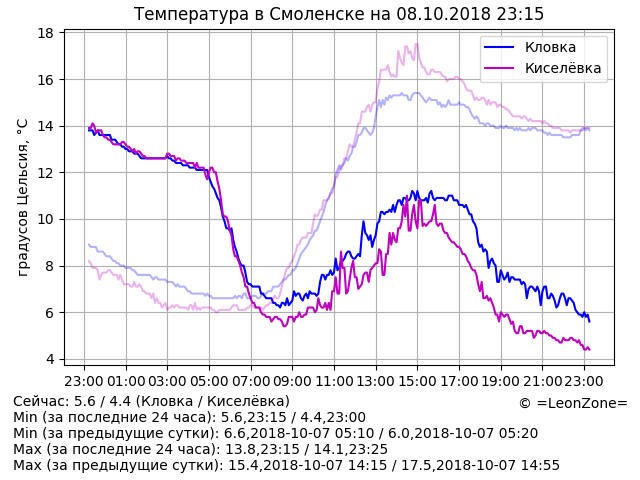 Температура в Смоленске на 08.10.2018 23:15
градусов Цельсия, °C
18
16
14
12
10
8
6
4
Кловка
Киселёвка
23:00 01:00 03:00 05:00 07:00 09:00 11:00 13:00 15:00 17:00 19:00 21:00 23:00
Сейчас: 5.6 / 4.4 (Кловка / Киселёвка)
© =LeonZone=
Min (за последние 24 часа): 5.6,23:15 / 4.4,23:00
Min (за предыдущие сутки): 6.6,2018-10-07 05:10 / 6.0,2018-10-07 05:20
Max (за последние 24 часа): 13.8,23:15 / 14.1,23:25
Max (за предыдущие сутки): 15.4,2018-10-07 14:15 / 17.5,2018-10-07 14:55